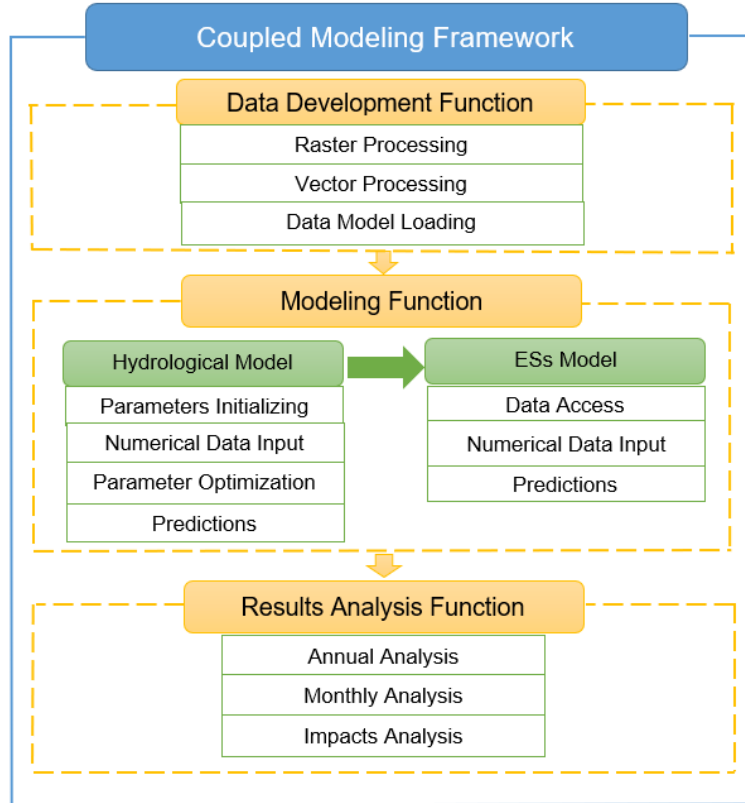 Coupled Modeling Framework
Data Development Function
Raster Processing
Vector Processing
Data Model Loading
Modeling Function
Hydrological Model
Parameters Initializing
Numerical Data Input
Parameter Optimization
Predictions
ESs Model
Data Access
Numerical Data Input
Predictions
Results Analysis Function
Annual Analysis
Monthly Analysis
Impacts Analysis